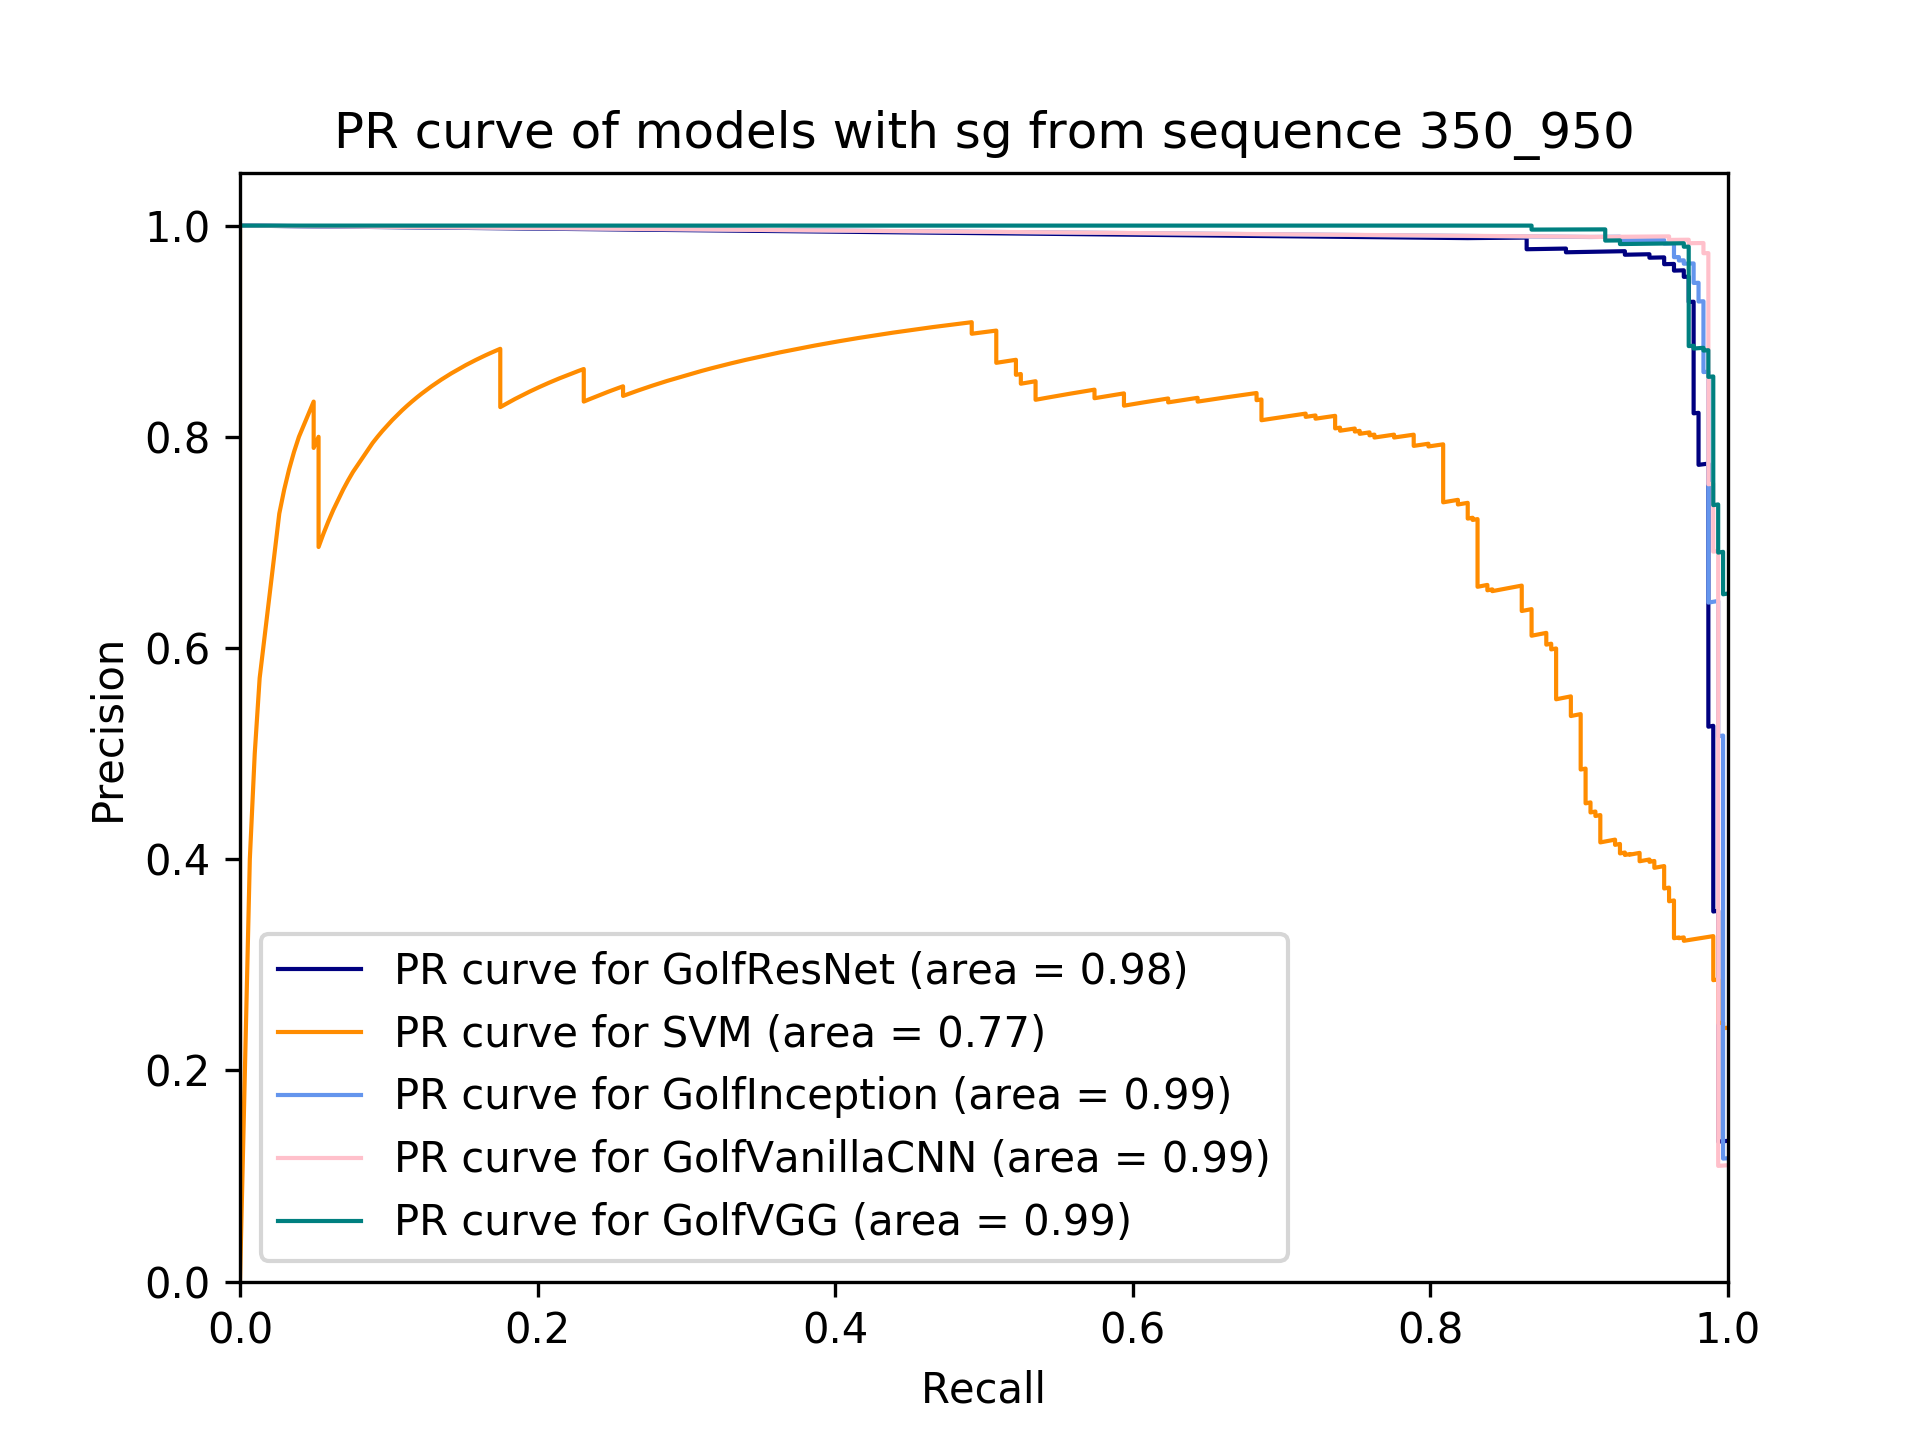 PR curve of models with sg from sequence 350_950
1.0
0.8
0.6
0.4
0.2
0.0
Precision
PR curve for GolfResNet (area = 0.98)
PR curve for SVM (area = 0.77)
PR curve for GolfInception (area = 0.99)
PR curve for GolfVanillaCNN (area = 0.99)
PR curve for GolfVGG (area = 0.99)
0.0 0.2 0.4 0.6 0.8 1.0
Recall